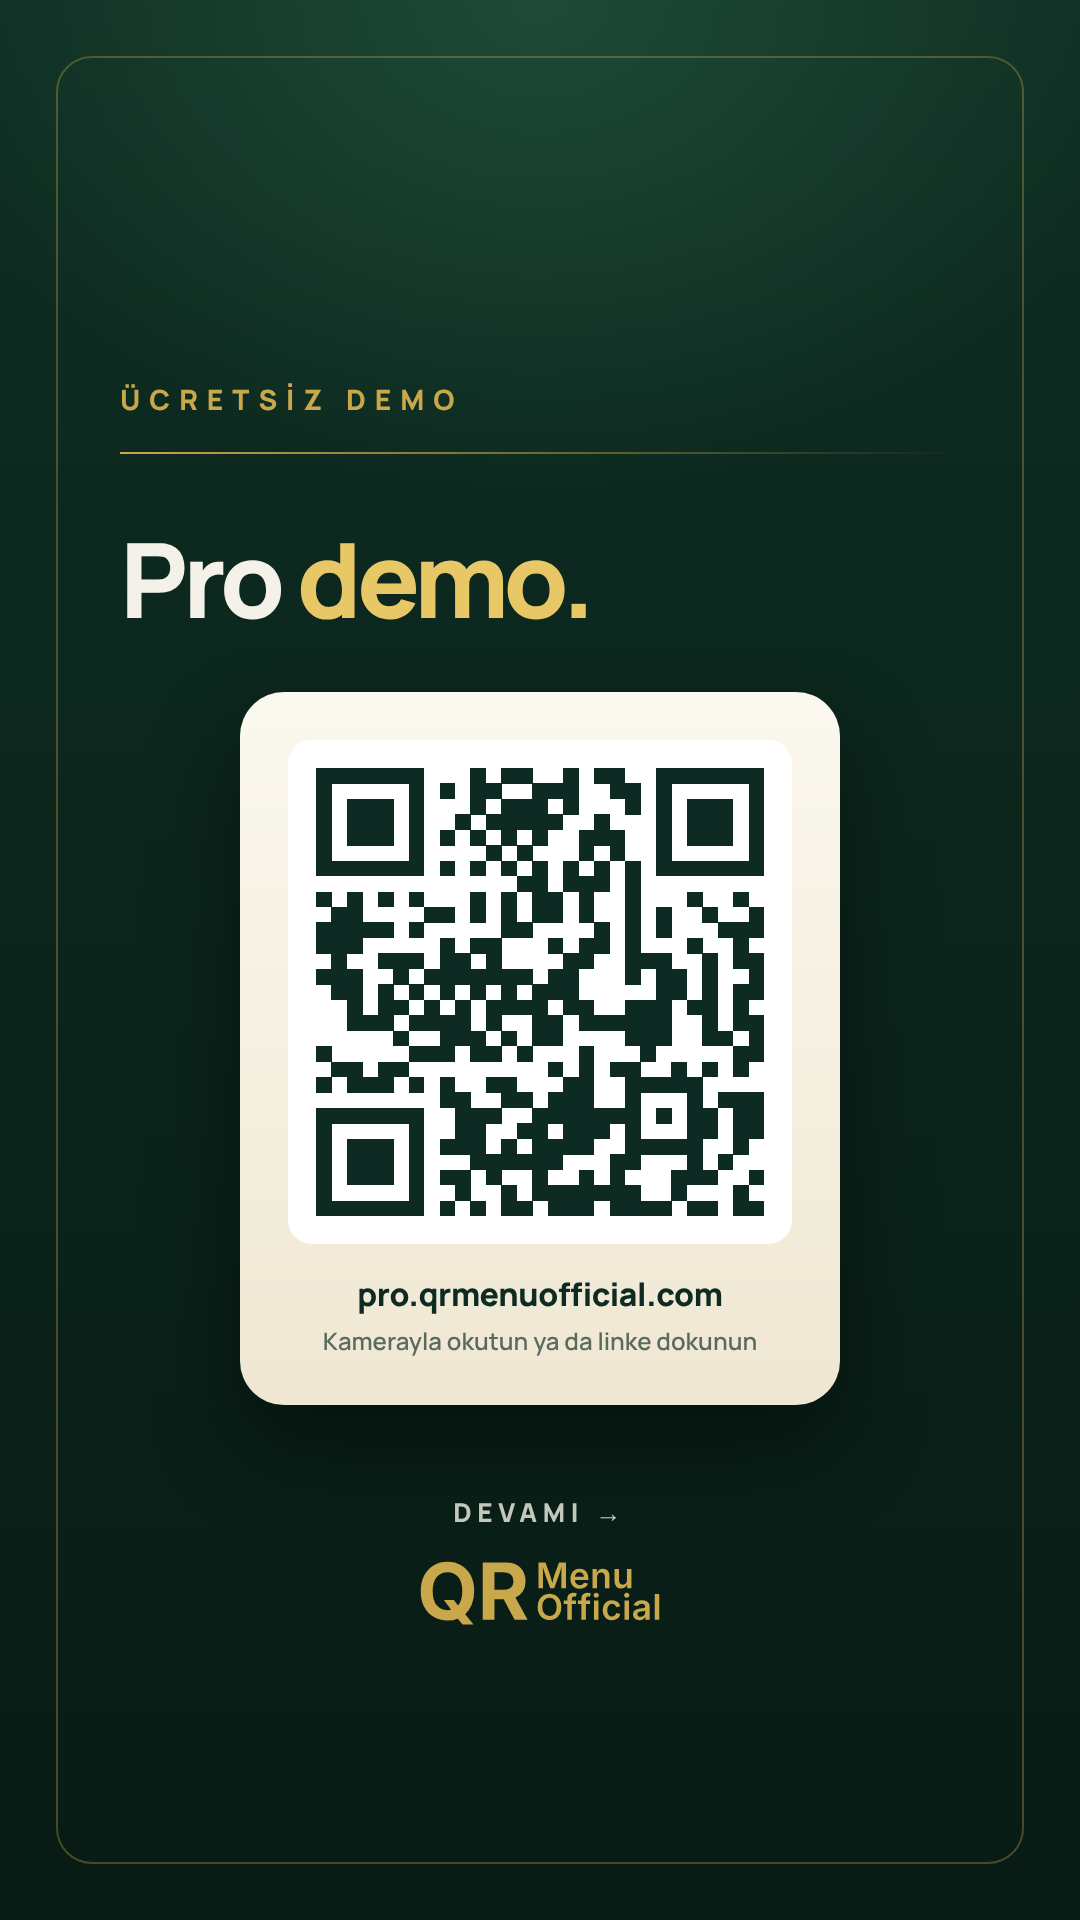 ÜCRETSİZ DEMO
Pro demo.
pro.qrmenuofficial.com
Kamerayla okutun ya da linke dokunun
DEVAMI →
QR Menu
Official